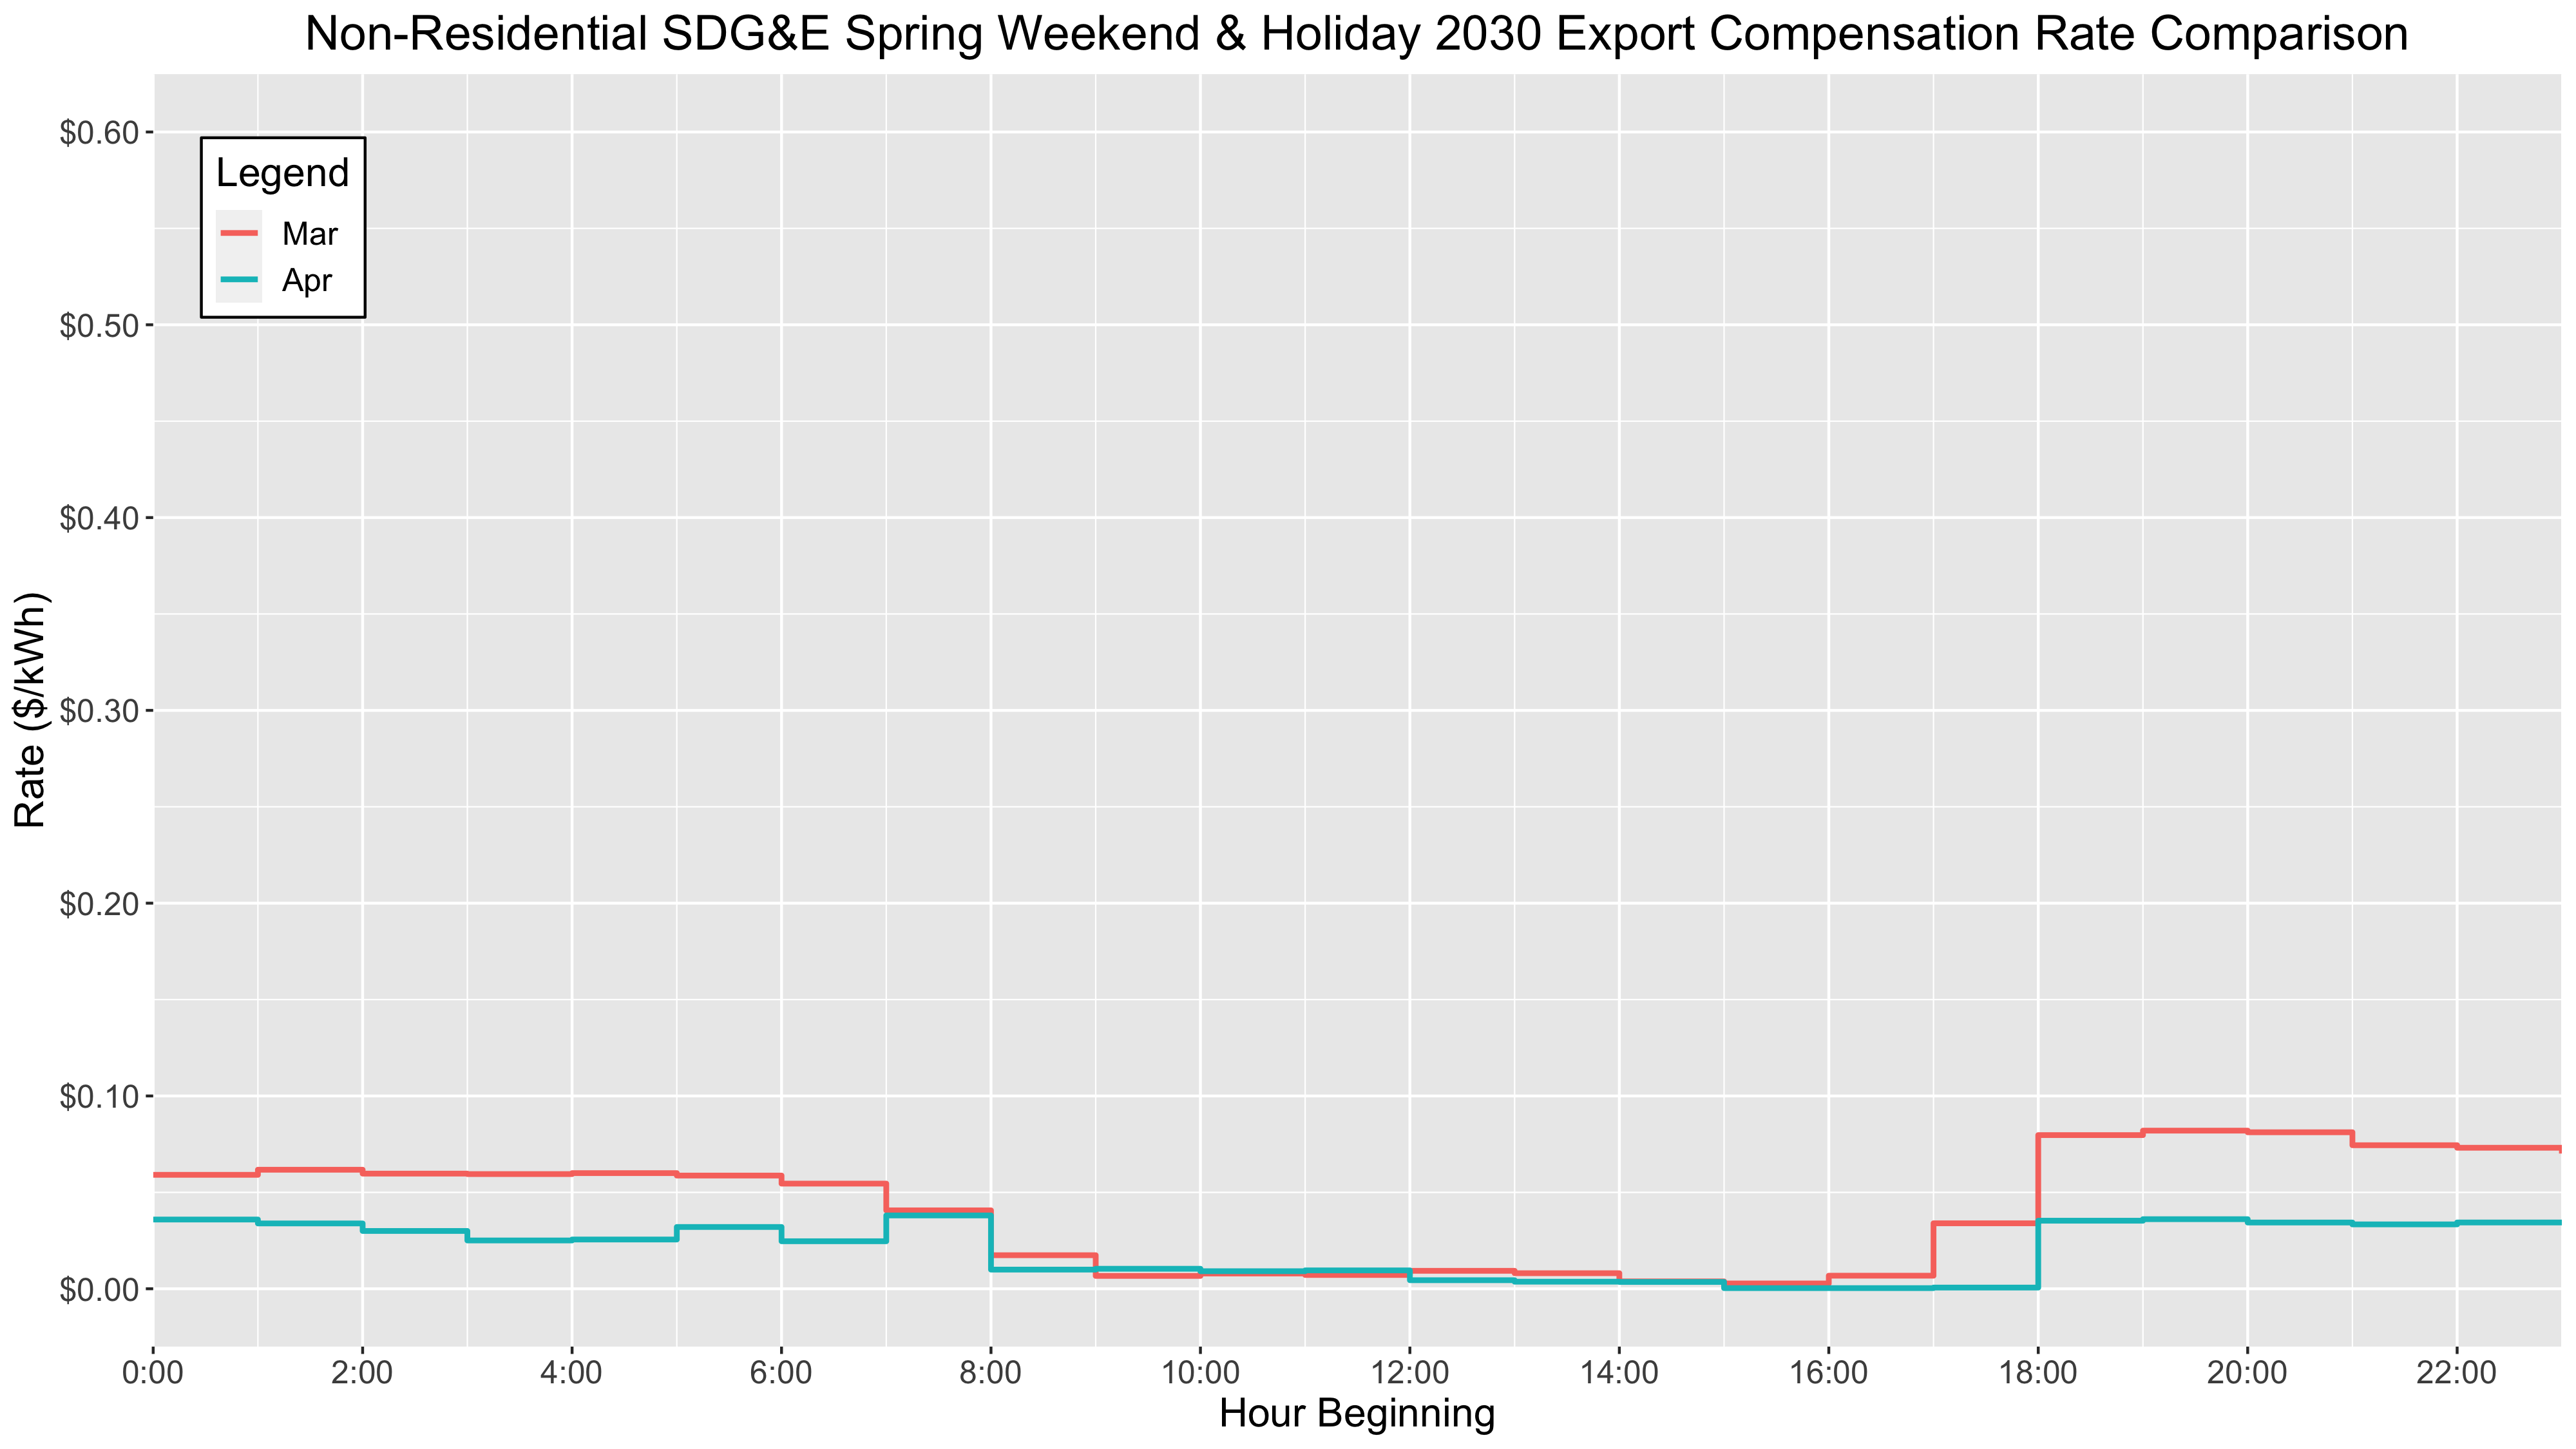 Non-Residential SDG&E Spring Weekend & Holiday 2030 Export Compensation Rate Comparison
$0.60
$0.50
$0.40
$0.30
$0.20
$0.10
$0.00
Rate ($/kWh)
Legend
Mar
Apr
0:00 2:00 4:00 6:00 8:00 10:00 12:00 14:00 16:00 18:00 20:00 22:00
Hour Beginning